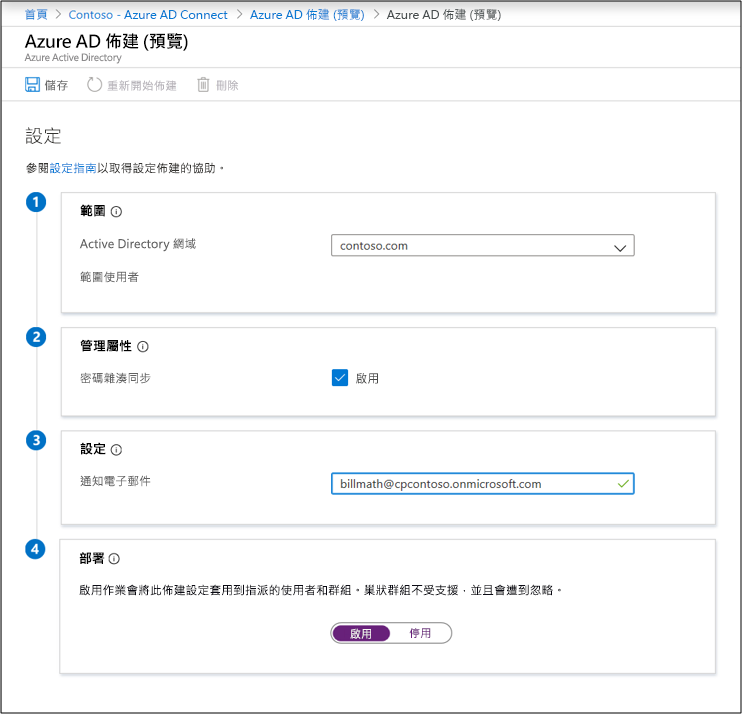 首頁 > Contoso - Azure AD Connect > Azure AD 佈建 (預覽) > Azure AD 佈建 (預覽)
Azure AD 佈建 (預覽)
Azure Active Directory
儲存 重新開始佈建 刪除
設定
參閱設定指南以取得設定佈建的協助。
1
範圍
Active Directory 網域 contoso.com
範圍使用者
2
管理屬性
密碼雜湊同步 啟用
3
設定
通知電子郵件 billmath@cpcontoso.onmicrosoft.com
4
部署
啟用作業會將此佈建設定套用到指派的使用者和群組。巢狀群組不受支援，並且會遭到忽略。
啟用 停用